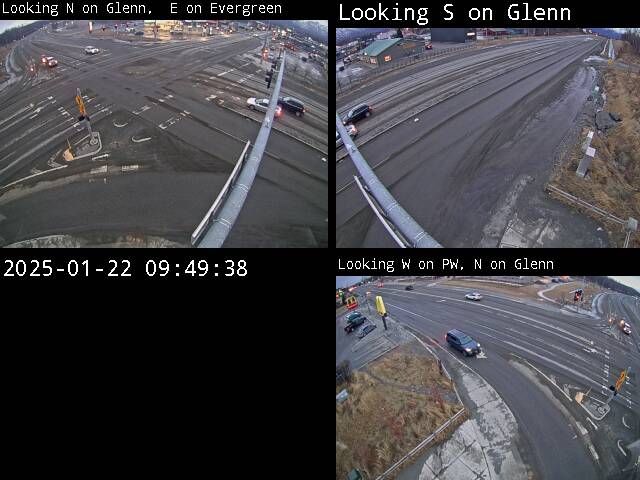 Looking N on Glenn,  E on Evergreen
Looking S on Glenn
2025-01-22 09:49:38
Looking W on PW, N on Glenn